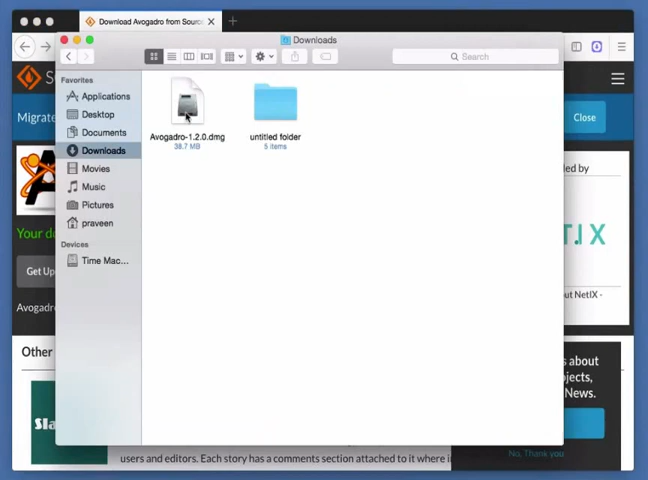 Download Avogadro from Sourc
Downloads
Search
Favorites
Applications
Desktop
Documents
Downloads
Movies
Music
Pictures
praveen
Devices
Time Mac...
Avogadro-1.2.0.dmg
38.7 MB
untitled folder
5 items
S
Migrate
Close
A
Your do
Get Up
Avogadro
Other
Sla
ed by
T.I X
out NetIX -
s about
ojects,
News.
No, Thank you
users and editors. Each story has a comments section attached to it where i